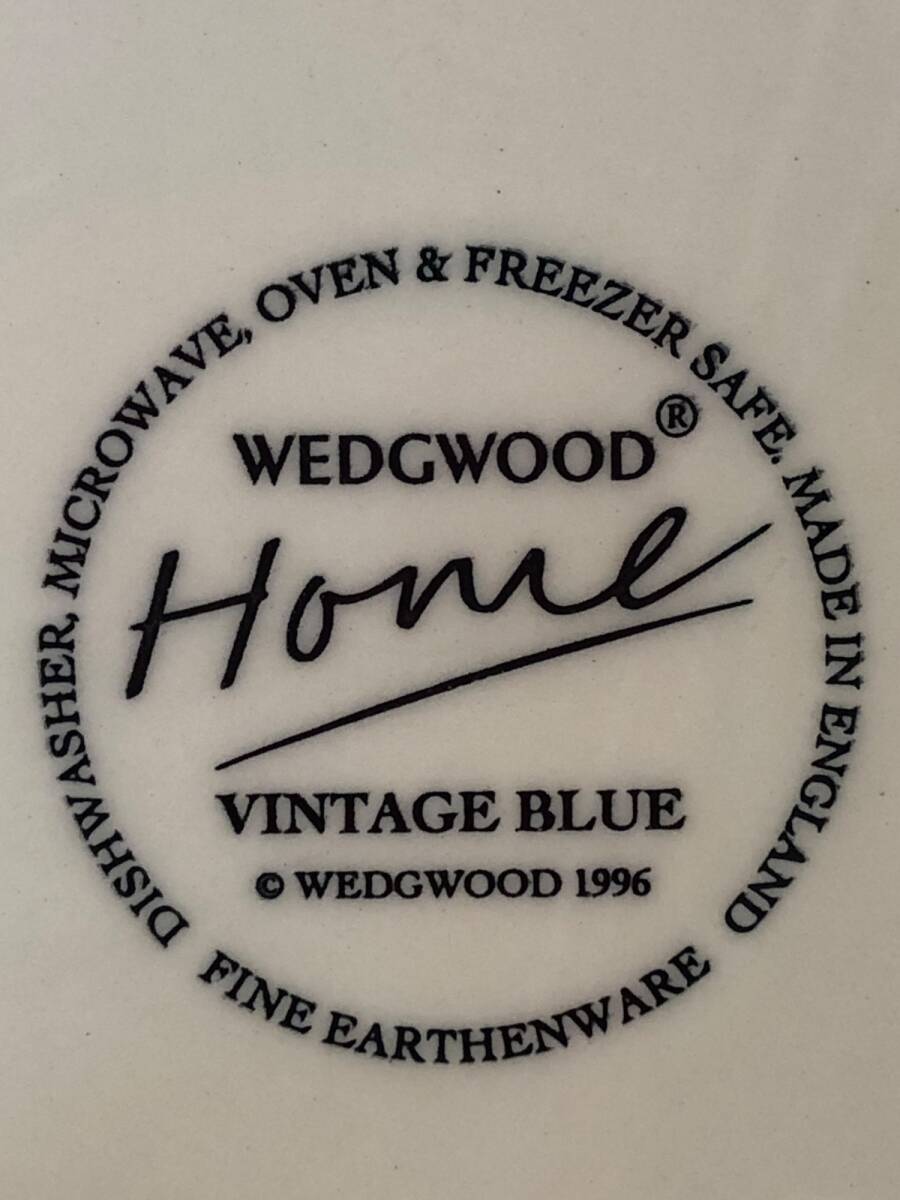 DISHWASHER, MICROWAVE, OVEN & FREEZER SAFE. MADE IN ENGLAND
WEDGWOOD®
Home
VINTAGE BLUE
© WEDGWOOD 1996
FINE EARTHENWARE